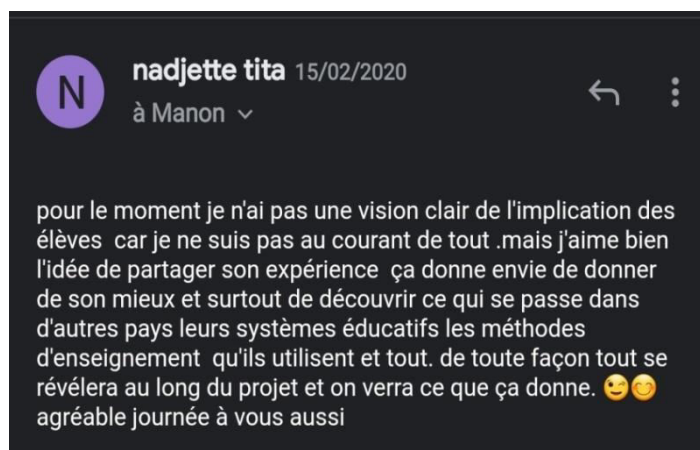 N
nadjette tita 15/02/2020
à Manon
pour le moment je n'ai pas une vision clair de l'implication des
élèves  car je ne suis pas au courant de tout .mais j'aime bien
l'idée de partager son expérience  ça donne envie de donner
de son mieux et surtout de découvrir ce qui se passe dans
d'autres pays leurs systèmes éducatifs les méthodes
d'enseignement  qu'ils utilisent et tout. de toute façon tout se
révélera au long du projet et on verra ce que ça donne. 😉😊
agréable journée à vous aussi